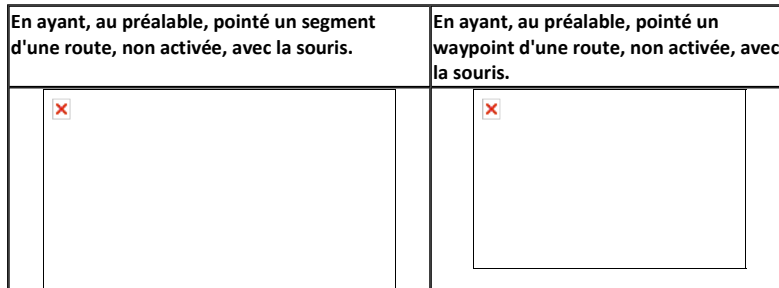 En ayant, au préalable, pointé un segment
d'une route, non activée, avec la souris.
En ayant, au préalable, pointé un
waypoint d'une route, non activée, avec
la souris.